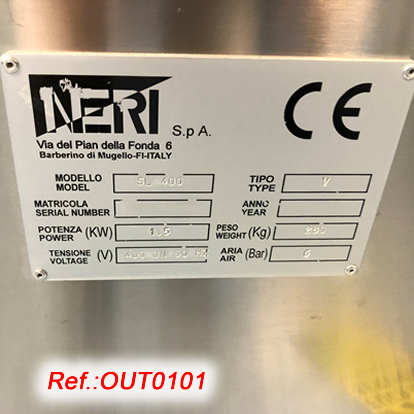 NERI S.p.A.
Via del Pian della Fonda 6
Barberino di Mugello-FI-ITALY
CE
MODELLO
MODEL SL 400
TIPO
TYPE V
MATRICOLA
SERIAL NUMBER
ANNO
YEAR
POTENZA
POWER (KW) 1.5
PESO
WEIGHT (Kg)
TENSIONE
VOLTAGE (V) 400
ARIA
AIR (Bar) 6
Ref.:OUT0101